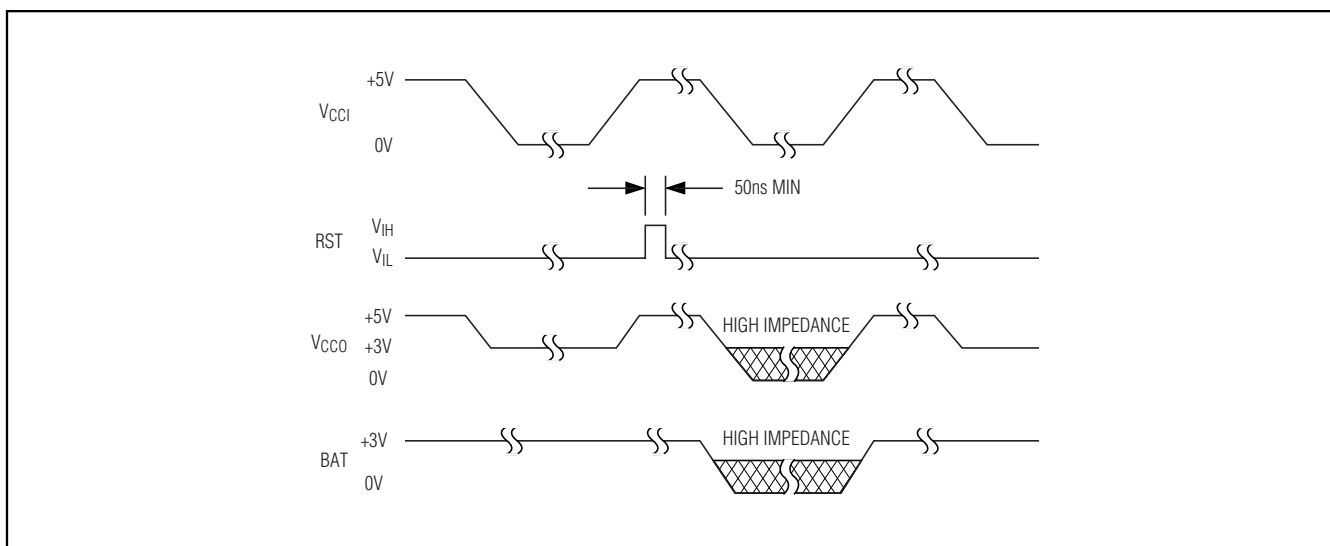 +5V
VCCI
0V
50ns MIN
VIH
RST
VIL
+5V
HIGH IMPEDANCE
VCCO
+3V
0V
+3V
HIGH IMPEDANCE
BAT
0V